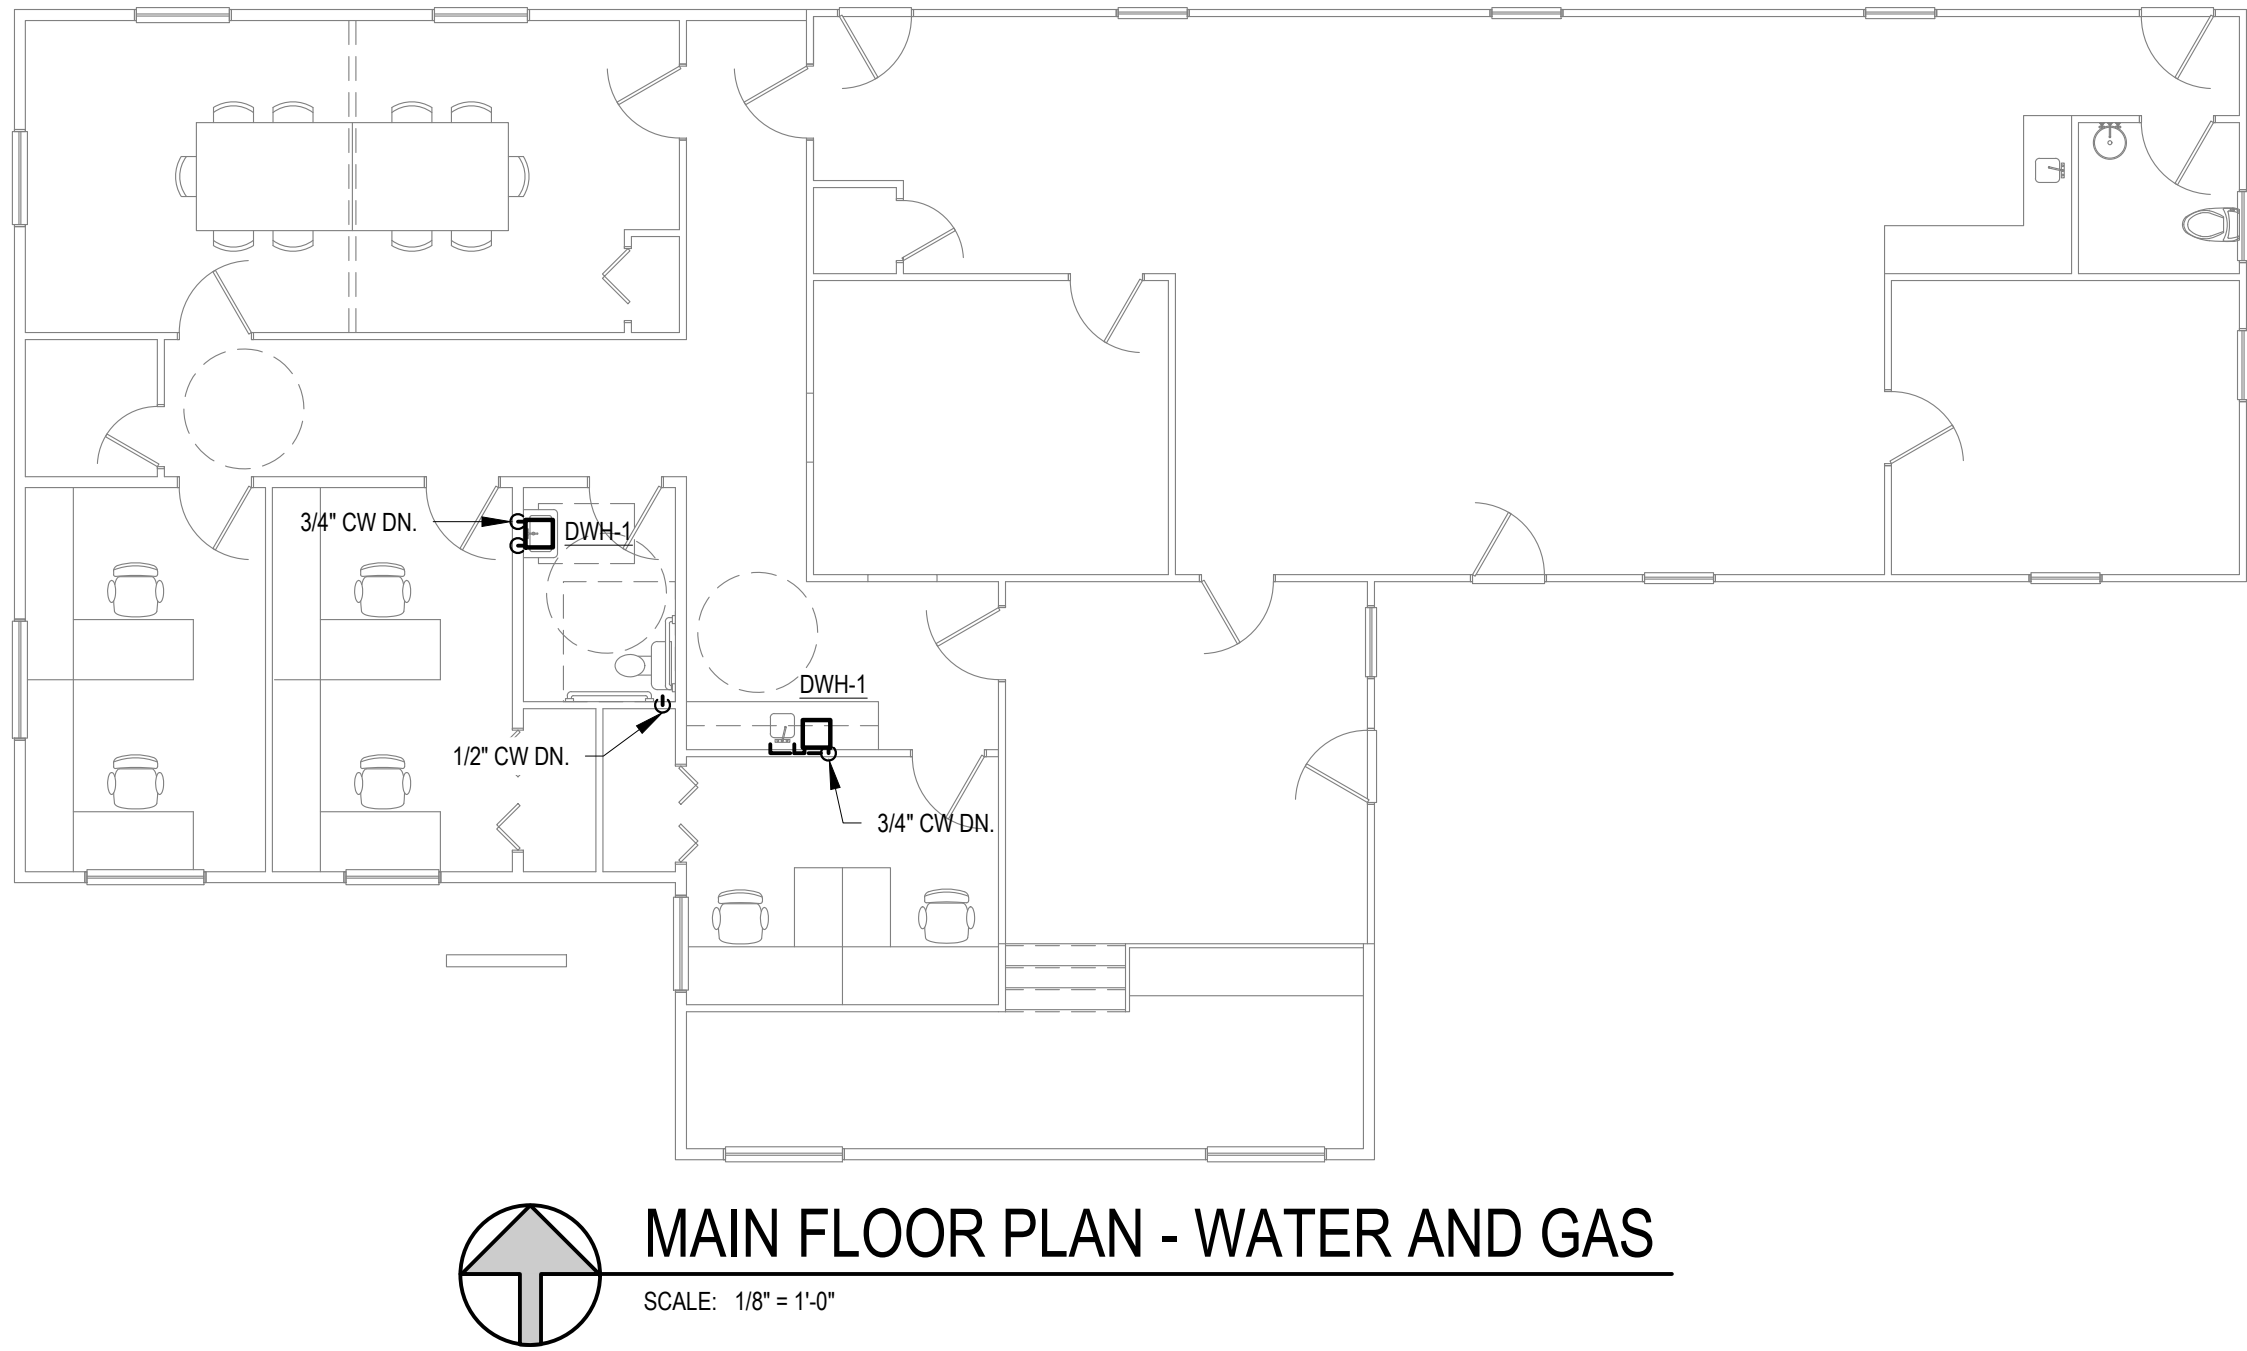 3/4" CW DN.
DWH-1
DWH-1
1/2" CW DN.
3/4" CW DN.
MAIN FLOOR PLAN - WATER AND GAS
SCALE: 1/8" = 1'-0"